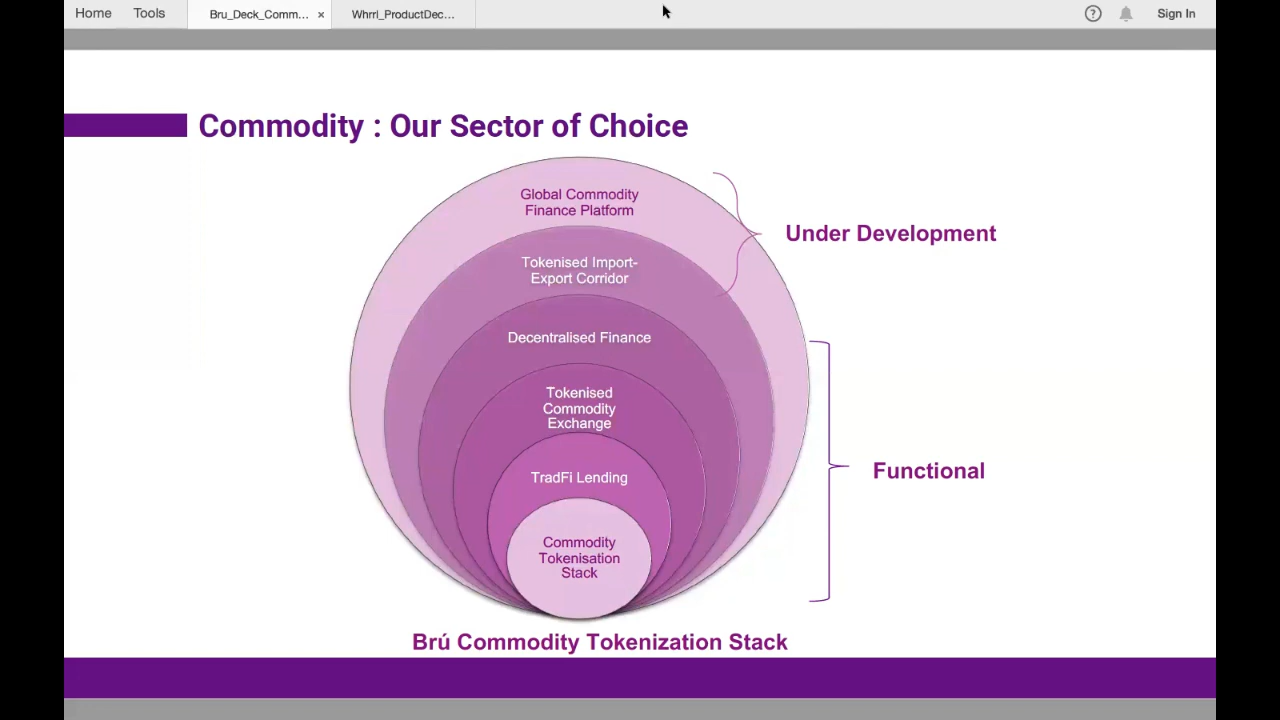 Home
Tools
Bru_Deck_Comm...
×
Whrrl_ProductDec...
?
Sign In
Commodity : Our Sector of Choice
Global Commodity
Finance Platform
Under Development
Tokenised Import-
Export Corridor
Decentralised Finance
Tokenised
Commodity
Exchange
Functional
TradFi Lending
Commodity
Tokenisation
Stack
Brú Commodity Tokenization Stack